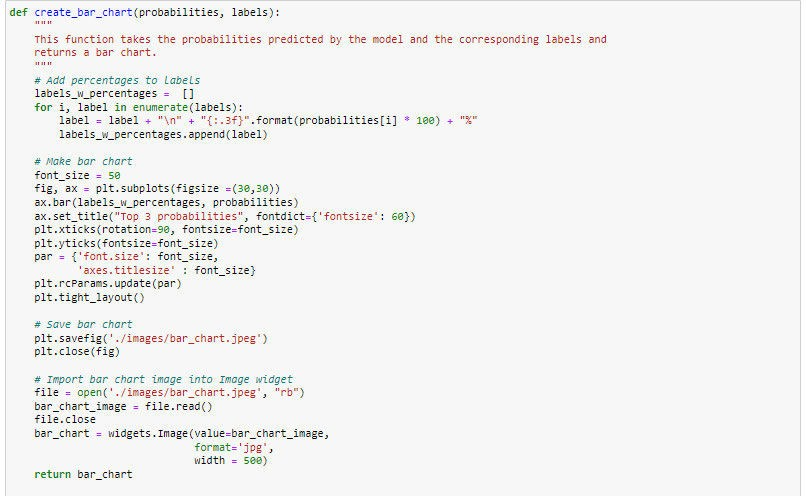 def create_bar_chart(probabilities, labels):
    """
    This function takes the probabilities predicted by the model and the corresponding labels and
    returns a bar chart.
    """
    # Add percentages to labels
    labels_w_percentages =  []
    for i, label in enumerate(labels):
        label = label + "\n" + "{:.3f}".format(probabilities[i] * 100) + "%"
        labels_w_percentages.append(label)

    # Make bar chart
    font_size = 50
    fig, ax = plt.subplots(figsize =(30,30))
    ax.bar(labels_w_percentages, probabilities)
    ax.set_title("Top 3 probabilities", fontdict={'fontsize': 60})
    plt.xticks(rotation=90, fontsize=font_size)
    plt.yticks(fontsize=font_size)
    par = {'font.size': font_size,
          'axes.titlesize' : font_size}
    plt.rcParams.update(par)
    plt.tight_layout()

    # Save bar chart
    plt.savefig('./images/bar_chart.jpeg')
    plt.close(fig)

    # Import bar chart image into Image widget
    file = open('./images/bar_chart.jpeg', "rb")
    bar_chart_image = file.read()
    file.close
    bar_chart = widgets.Image(value=bar_chart_image,
                              format='jpg',
                              width = 500)
    return bar_chart